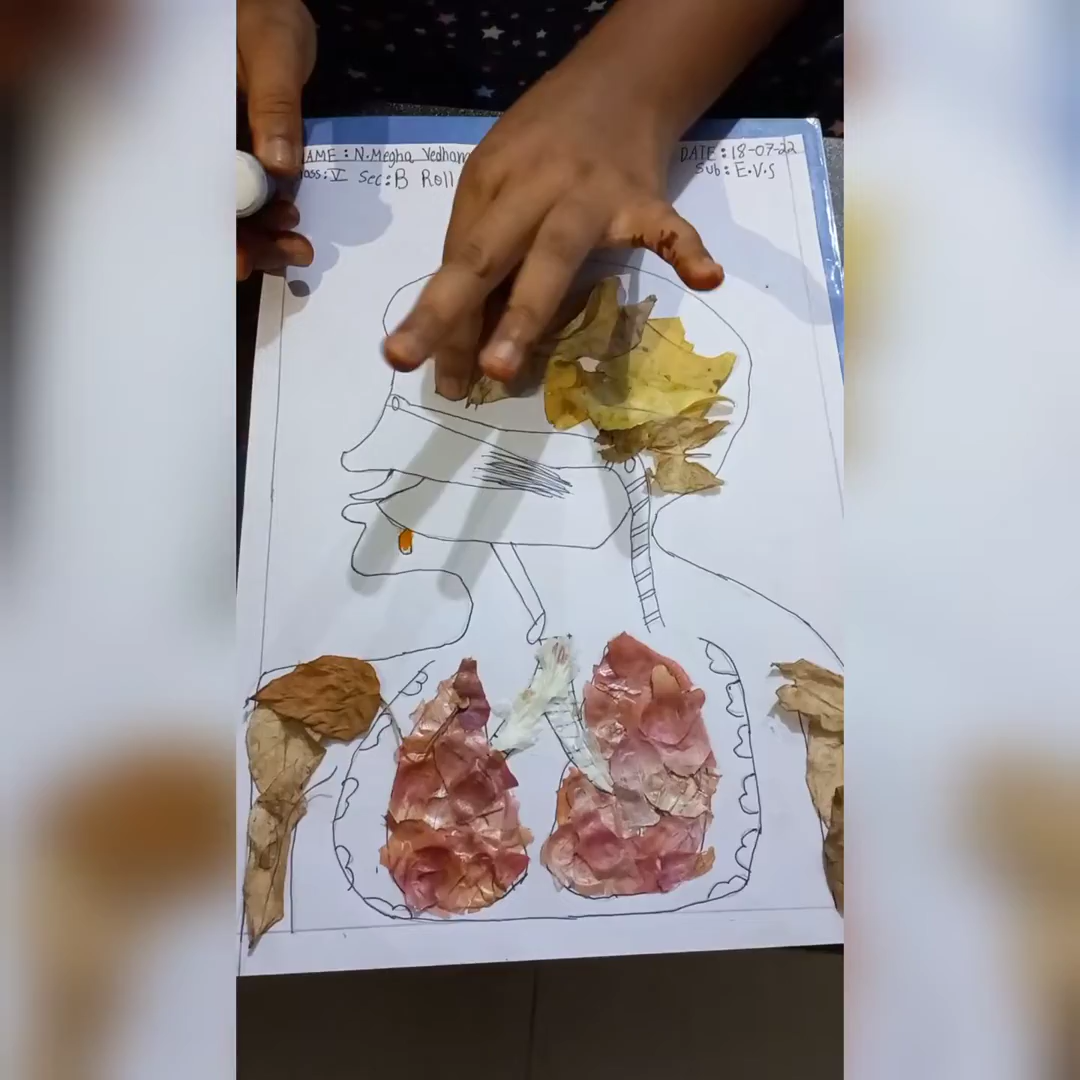 NAME : N.Megha Vedham
DATE : 18-07-22
Class : V Sec : B Roll
Sub : E.V.S